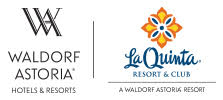 WALDORF
ASTORIA®
HOTELS & RESORTS
La Quinta
RESORT & CLUB
A WALDORF ASTORIA RESORT